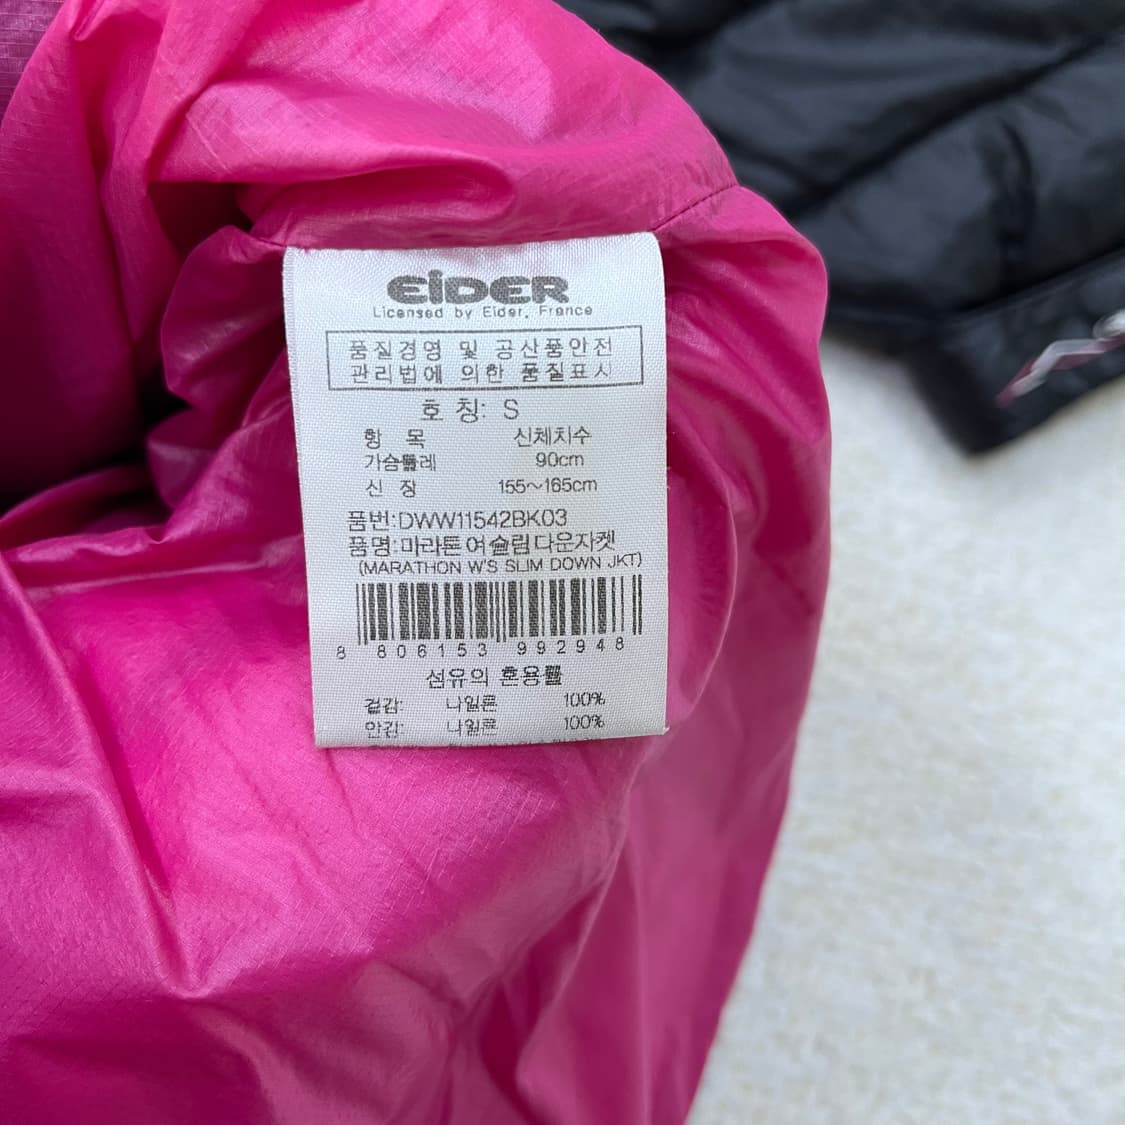 EiDER
Licensed by Eider, France
품질경영 및 공산품안전
관리법에 의한 품질표시
호 칭: S
항 목 신체치수
가슴둘레 90cm
신 장 155~165cm
품번:DWW11542BK03
품명:마라톤여슬림다운자켓
(MARATHON W'S SLIM DOWN JKT)
8 806153 992948
섬유의 혼용률
겉감: 나일론 100%
안감: 나일론 100%